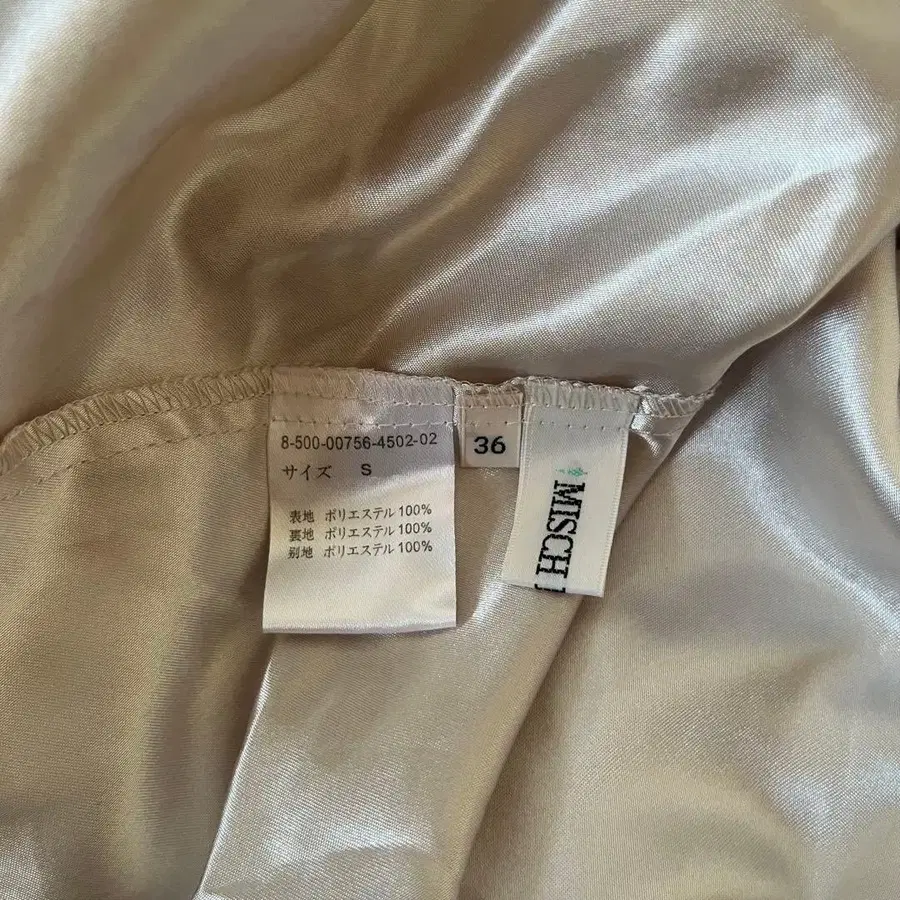 8-500-00756-4502-02
サイズ S
表地 ポリエステル100%
裏地 ポリエステル100%
別地 ポリエステル100%
36
MISCH